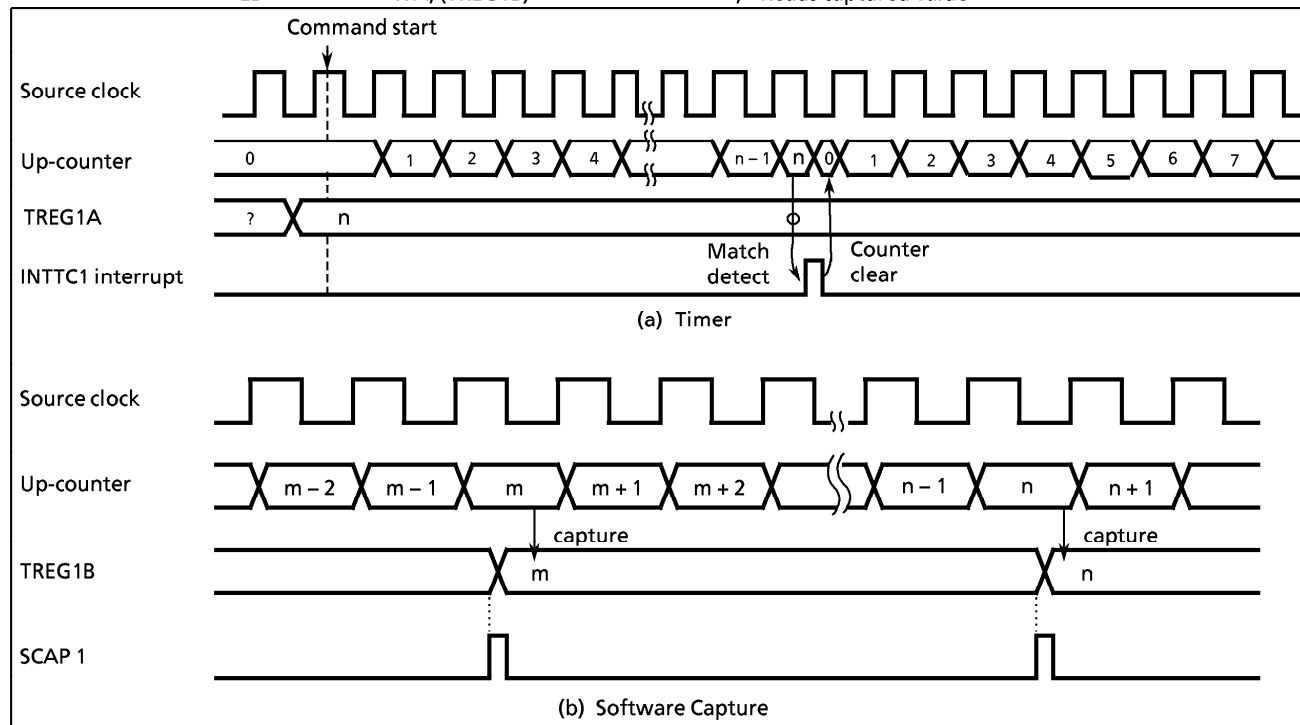 Command start
Source clock
Up-counter 0 1 2 3 4 n – 1 n 0 1 2 3 4 5 6 7
TREG1A ? n
Match detect
Counter clear
INTTC1 interrupt
(a) Timer
Source clock
Up-counter m – 2 m – 1 m m + 1 m + 2 n – 1 n n + 1
capture capture
TREG1B m n
SCAP 1
(b) Software Capture